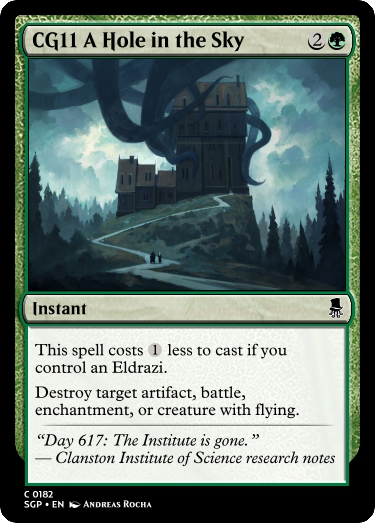 CG11 A Hole in the Sky 2
Instant
This spell costs 1 less to cast if you
control an Eldrazi.
Destroy target artifact, battle,
enchantment, or creature with flying.
“Day 617: The Institute is gone.”
— Clanston Institute of Science research notes
C 0182
SGP • EN Andreas Rocha